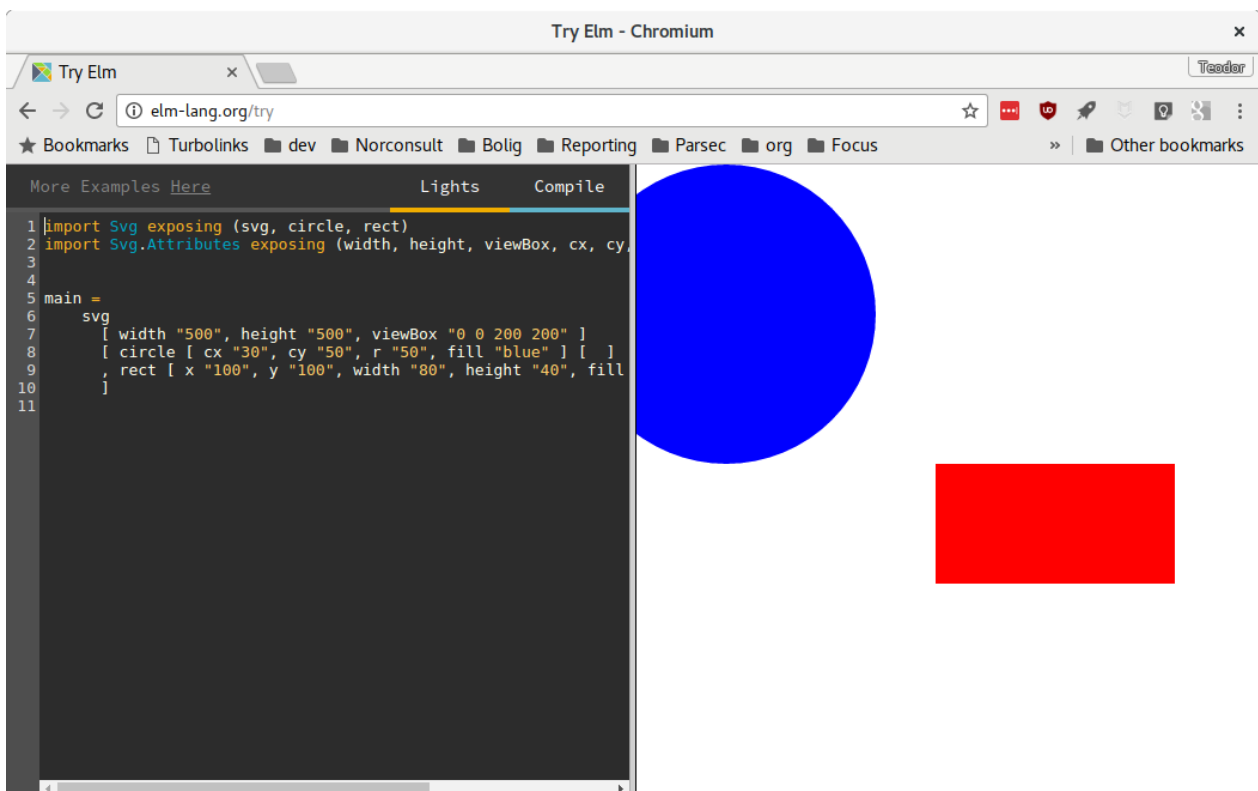 Try Elm - Chromium
Try Elm
Teodor
elm-lang.org/try
Bookmarks Turbolinks dev Norconsult Bolig Reporting Parsec org Focus » Other bookmarks
More Examples Here Lights Compile
1 import Svg exposing (svg, circle, rect)
2 import Svg.Attributes exposing (width, height, viewBox, cx, cy,
3
4
5 main =
6 svg
7 [ width "500", height "500", viewBox "0 0 200 200" ]
8 [ circle [ cx "30", cy "50", r "50", fill "blue" ] [  ]
9 , rect [ x "100", y "100", width "80", height "40", fill
10 ]
11